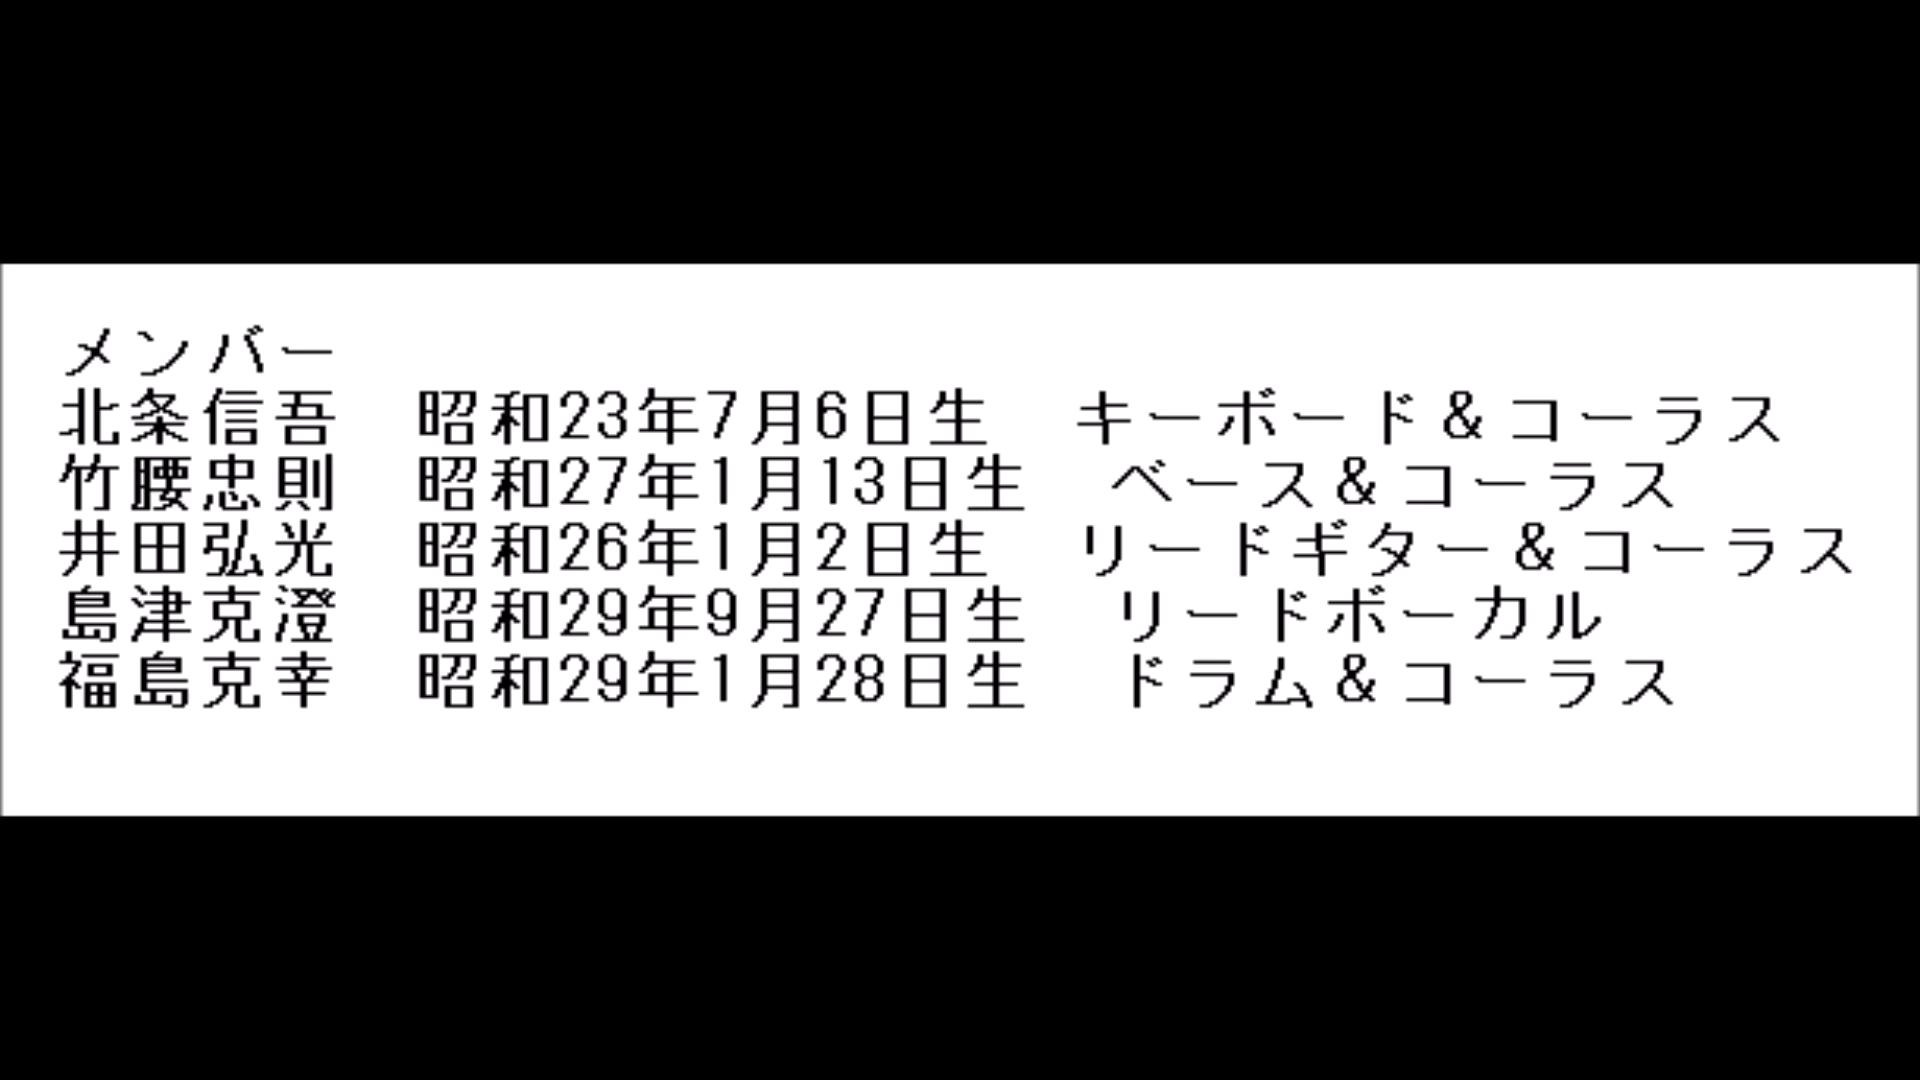 メンバー
北条信吾　昭和23年7月6日生　キーボード&コーラス
竹腰忠則　昭和27年1月13日生　ベース&コーラス
井田弘光　昭和26年1月2日生　リードギター&コーラス
島津克澄　昭和29年9月27日生　リードボーカル
福島克幸　昭和29年1月28日生　ドラム&コーラス